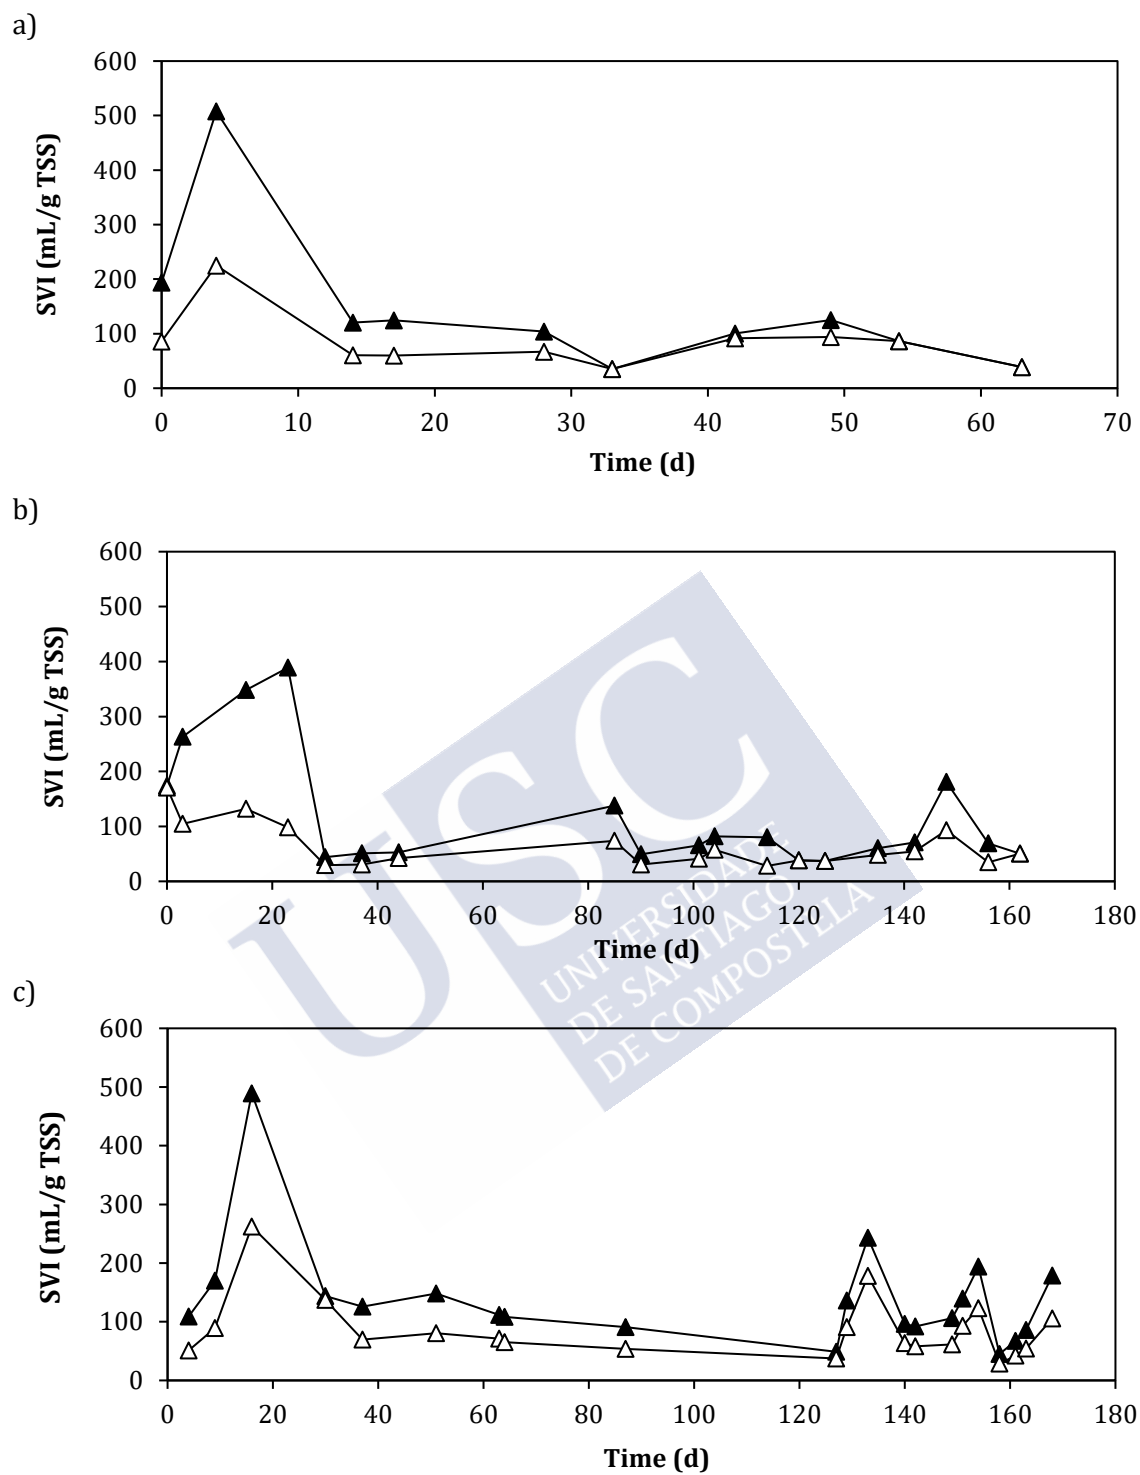 a)
600
500
400
300
200
100
0
SVI (mL/g TSS)
0 10 20 30 40 50 60 70
Time (d)
b)
600
500
400
300
200
100
0
SVI (mL/g TSS)
0 20 40 60 80 100 120 140 160 180
Time (d)
USC
UNIVERSIDADE
DE SANTIAGO
DE COMPOSTELA
c)
600
500
400
300
200
100
0
SVI (mL/g TSS)
0 20 40 60 80 100 120 140 160 180
Time (d)